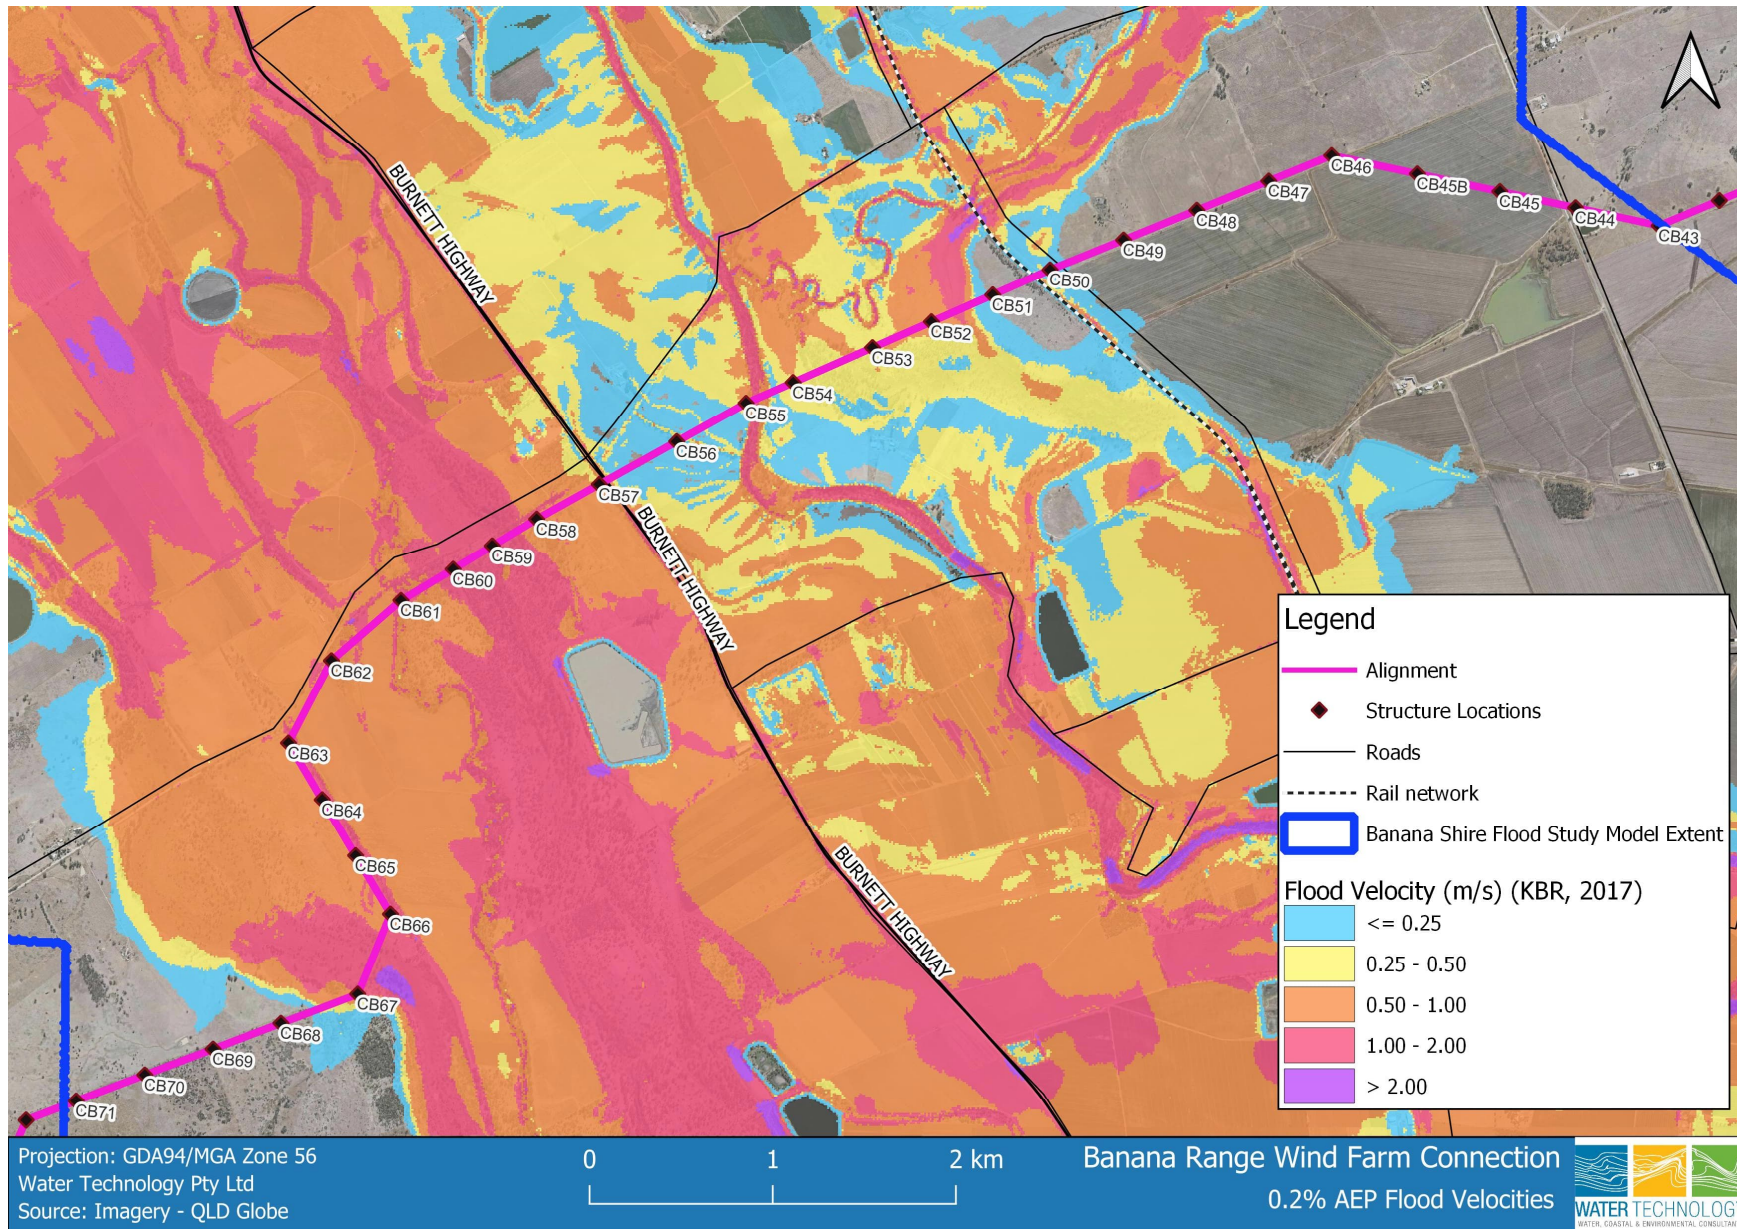 BURNETT HIGHWAY
CB46
CB45B
CB47
CB45
CB48
CB44
CB43
CB49
CB50
CB51
CB52
CB53
CB54
CB55
CB56
CB57
BURNETT HIGHWAY
CB58
CB59
CB60
CB61
CB62
CB63
CB64
CB65
CB66
CB67
CB68
CB69
CB70
CB71
BURNETT HIGHWAY
Legend
Alignment
Structure Locations
Roads
Rail network
Banana Shire Flood Study Model Extent
Flood Velocity (m/s) (KBR, 2017)
<= 0.25
0.25 - 0.50
0.50 - 1.00
1.00 - 2.00
> 2.00
Projection: GDA94/MGA Zone 56
Water Technology Pty Ltd
Source: Imagery - QLD Globe
0 1 2 km
Banana Range Wind Farm Connection
0.2% AEP Flood Velocities
WATER TECHNOLOG
WATER, COASTAL & ENVIRONMENTAL CONSULTAN